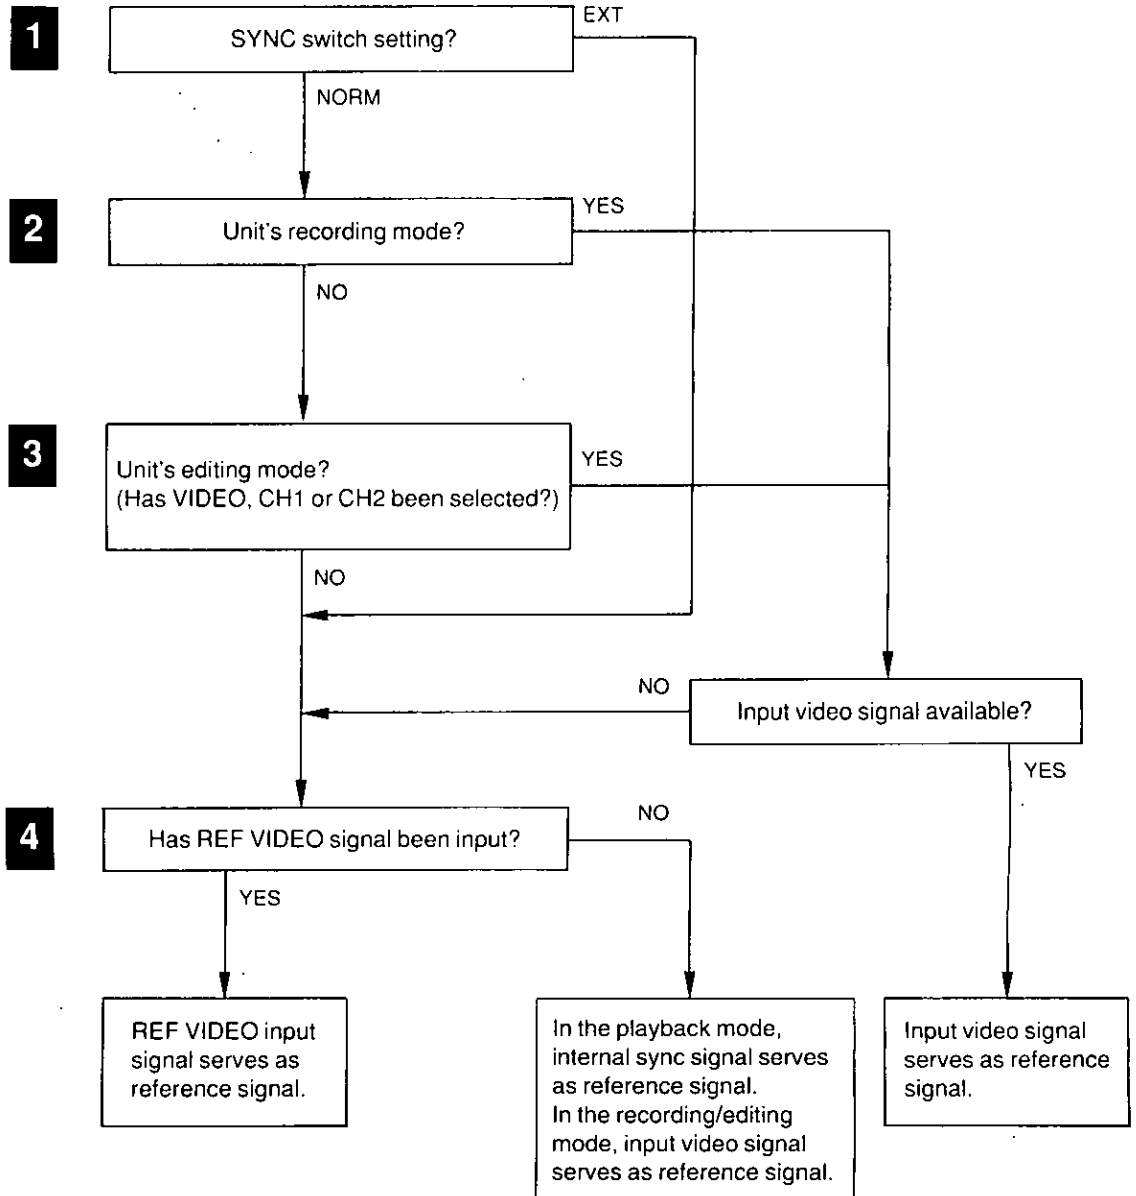 1
SYNC switch setting?
EXT
NORM
2
Unit's recording mode?
YES
NO
3
Unit's editing mode?
(Has VIDEO, CH1 or CH2 been selected?)
YES
NO
NO
Input video signal available?
YES
4
Has REF VIDEO signal been input?
NO
YES
REF VIDEO input
signal serves as
reference signal.
In the playback mode,
internal sync signal serves
as reference signal.
In the recording/editing
mode, input video signal
serves as reference signal.
Input video signal
serves as reference
signal.